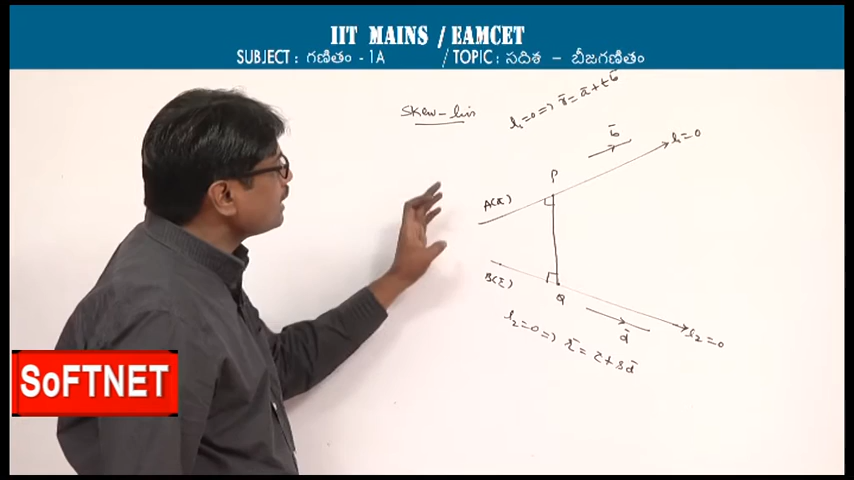 IIT MAINS / EAMCET
SUBJECT : గణితం - 1A / TOPIC : సదిశ – బీజగణితం
Skew-lin
L₁=0 ⇒ r̄ = ā + t b̄
b̄
L₁=0
P
A(ā)
B(c̄)
Q
d̄
L₂=0
L₂=0 ⇒ r̄ = c̄ + s d̄
SoFTNET